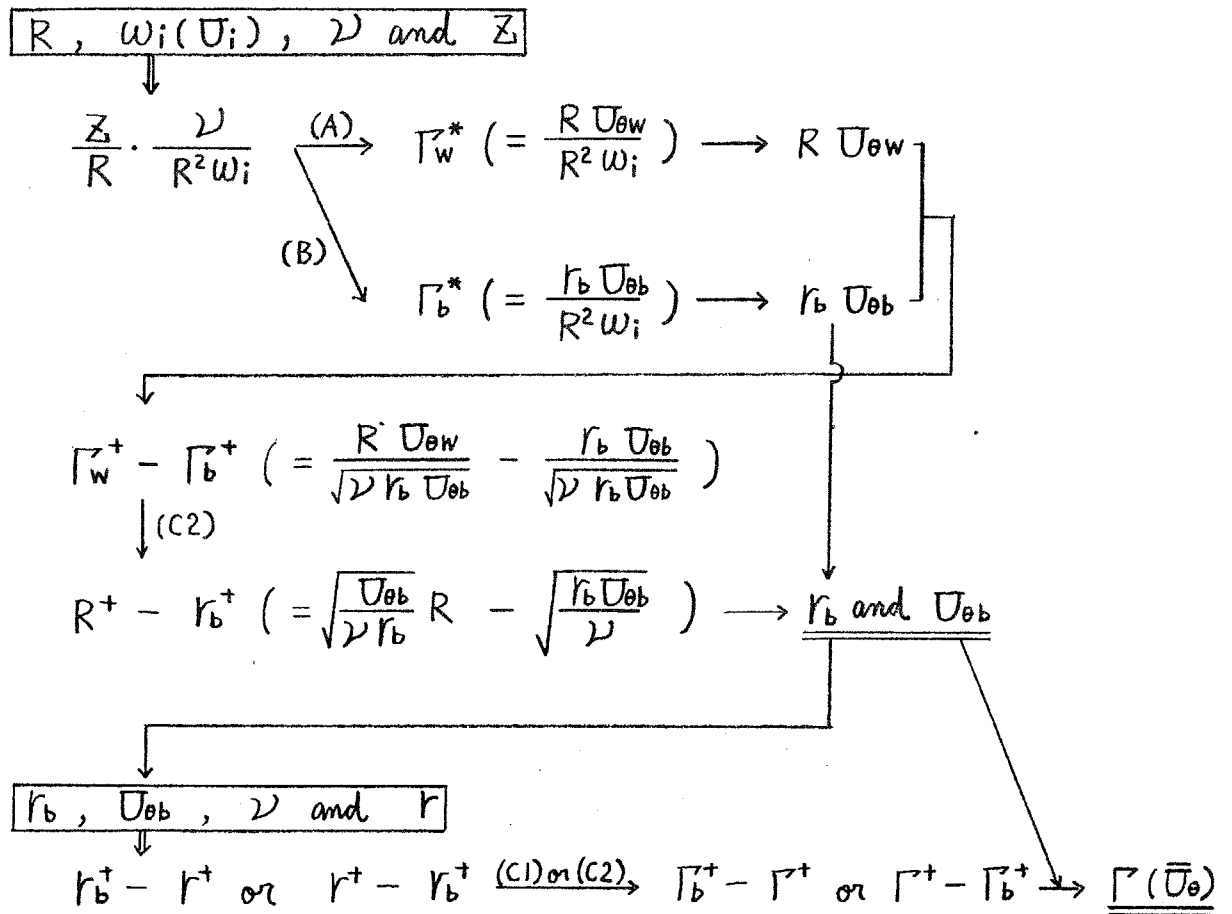 R , ωi(Ui) , ν and Z
Z/R · ν/(R²ωi) (A) → Γw* ( = R Uθw / R²ωi ) → R Uθw
(B) → Γb* ( = rb Uθb / R²ωi ) → rb Uθb
Γw⁺ − Γb⁺ ( = R Uθw / √(ν rb Uθb) − rb Uθb / √(ν rb Uθb) )
↓ (C2)
R⁺ − rb⁺ ( = √(Uθb / ν rb) R − √(rb Uθb / ν) ) → rb and Uθb
rb , Uθb , ν and r
rb⁺ − r⁺ or r⁺ − rb⁺ (C1) or (C2) → Γb⁺ − Γ⁺ or Γ⁺ − Γb⁺ → Γ (U̅θ)